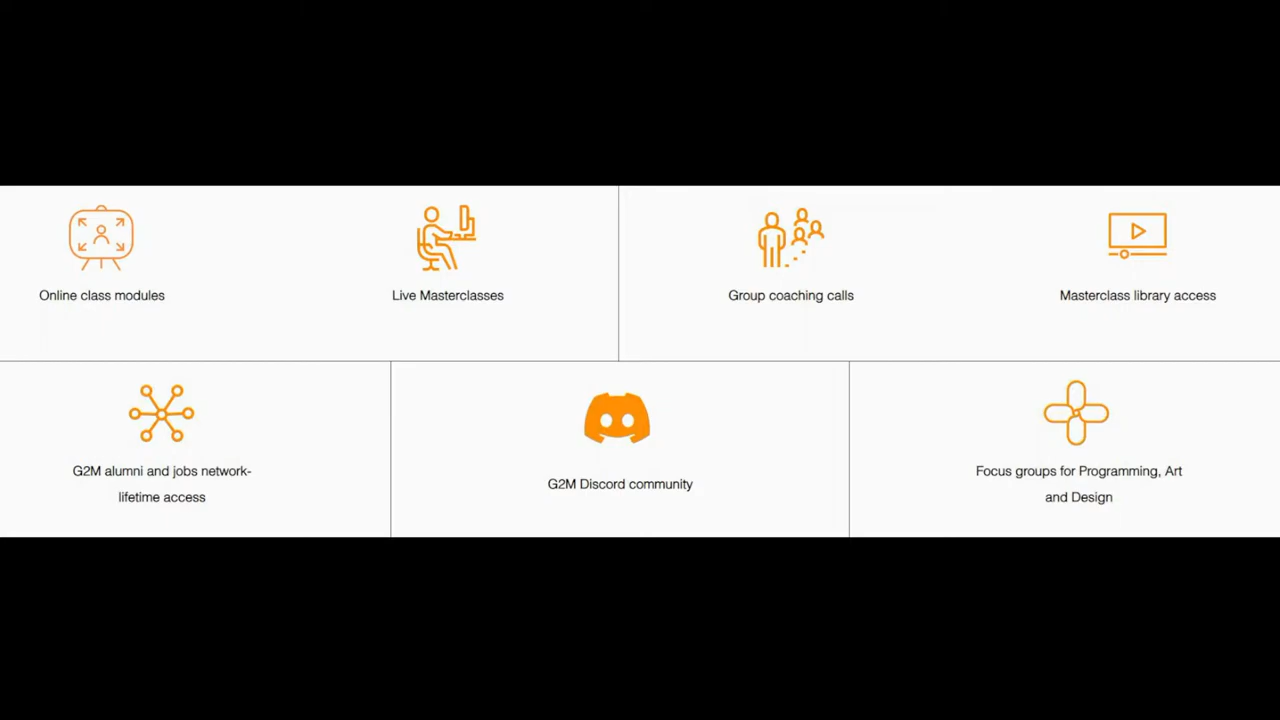 Online class modules
Live Masterclasses
Group coaching calls
Masterclass library access
G2M alumni and jobs network-
lifetime access
G2M Discord community
Focus groups for Programming, Art
and Design